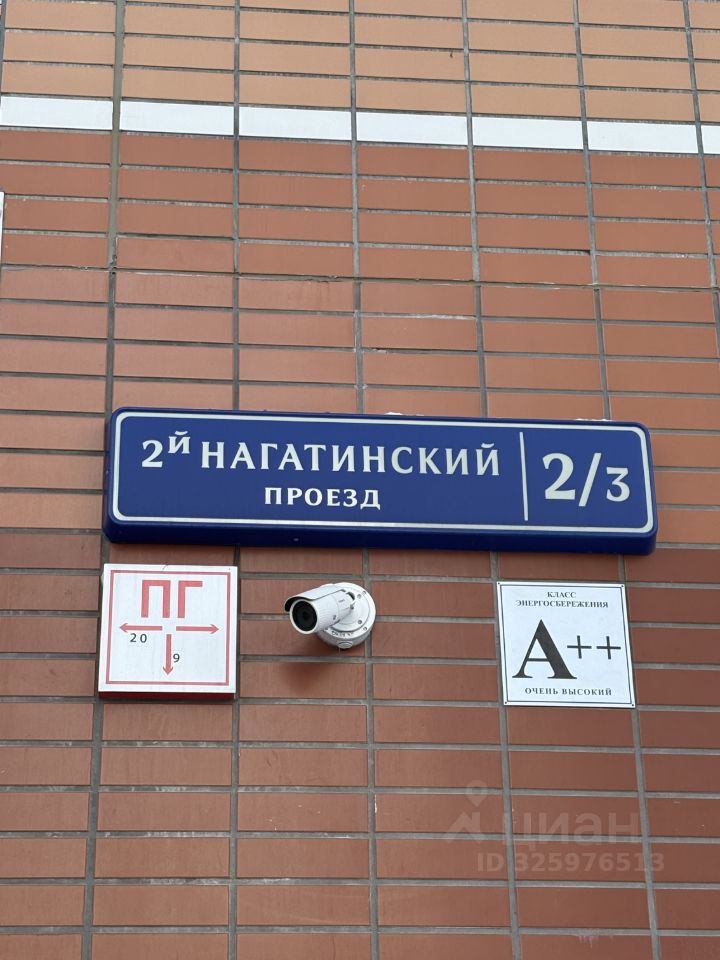 2й НАГАТИНСКИЙ
ПРОЕЗД
2/3
ПГ
20
9
КЛАСС
ЭНЕРГОСБЕРЕЖЕНИЯ
A++
ОЧЕНЬ ВЫСОКИЙ
циан
ID 325976513